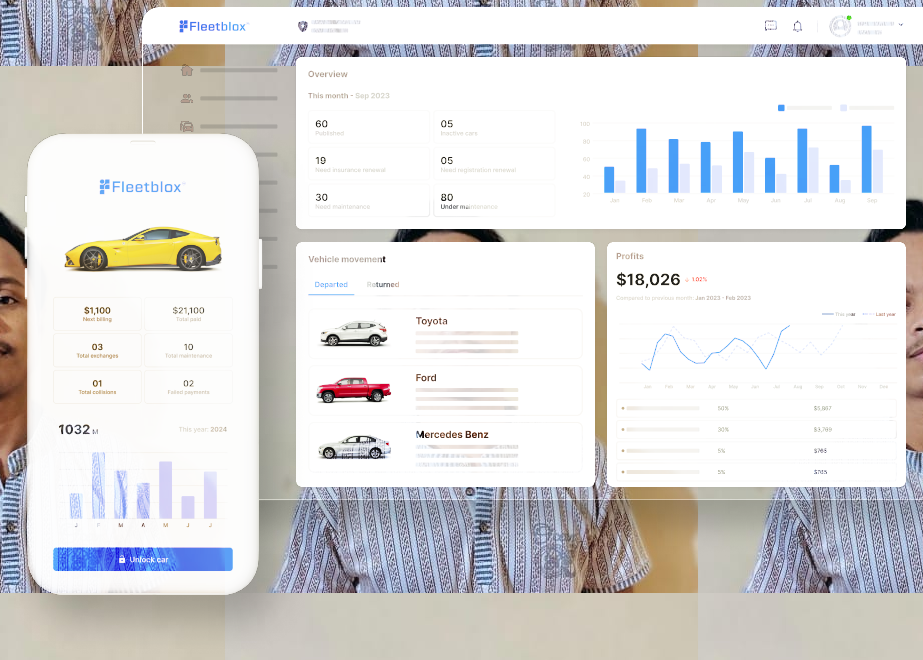 Fleetblox
Overview
This month - Sep 2023
60
Published
05
Inactive cars
19
Need insurance renewal
05
Need registration renewal
30
Need maintenance
80
Under maintenance
100
80
60
40
20
Jan
Feb
Mar
Apr
May
Jun
Jul
Aug
Sep
Fleetblox
$1,100
Next billing
$21,100
Total paid
03
Total exchanges
10
Total maintenance
01
Total collisions
02
Failed payments
1032
This year: 2024
J F M A M J J
Unlock car
Vehicle movement
Departed
Returned
Toyota
Ford
Mercedes Benz
Profits
$18,026
1.02%
Compared to previous month: Jan 2023 - Feb 2023
This year
Last year
Jan Feb Mar Apr May Jun Jul Aug Sep Oct Nov Dec
50%
30%
$3,769
5%
$765
5%
$765